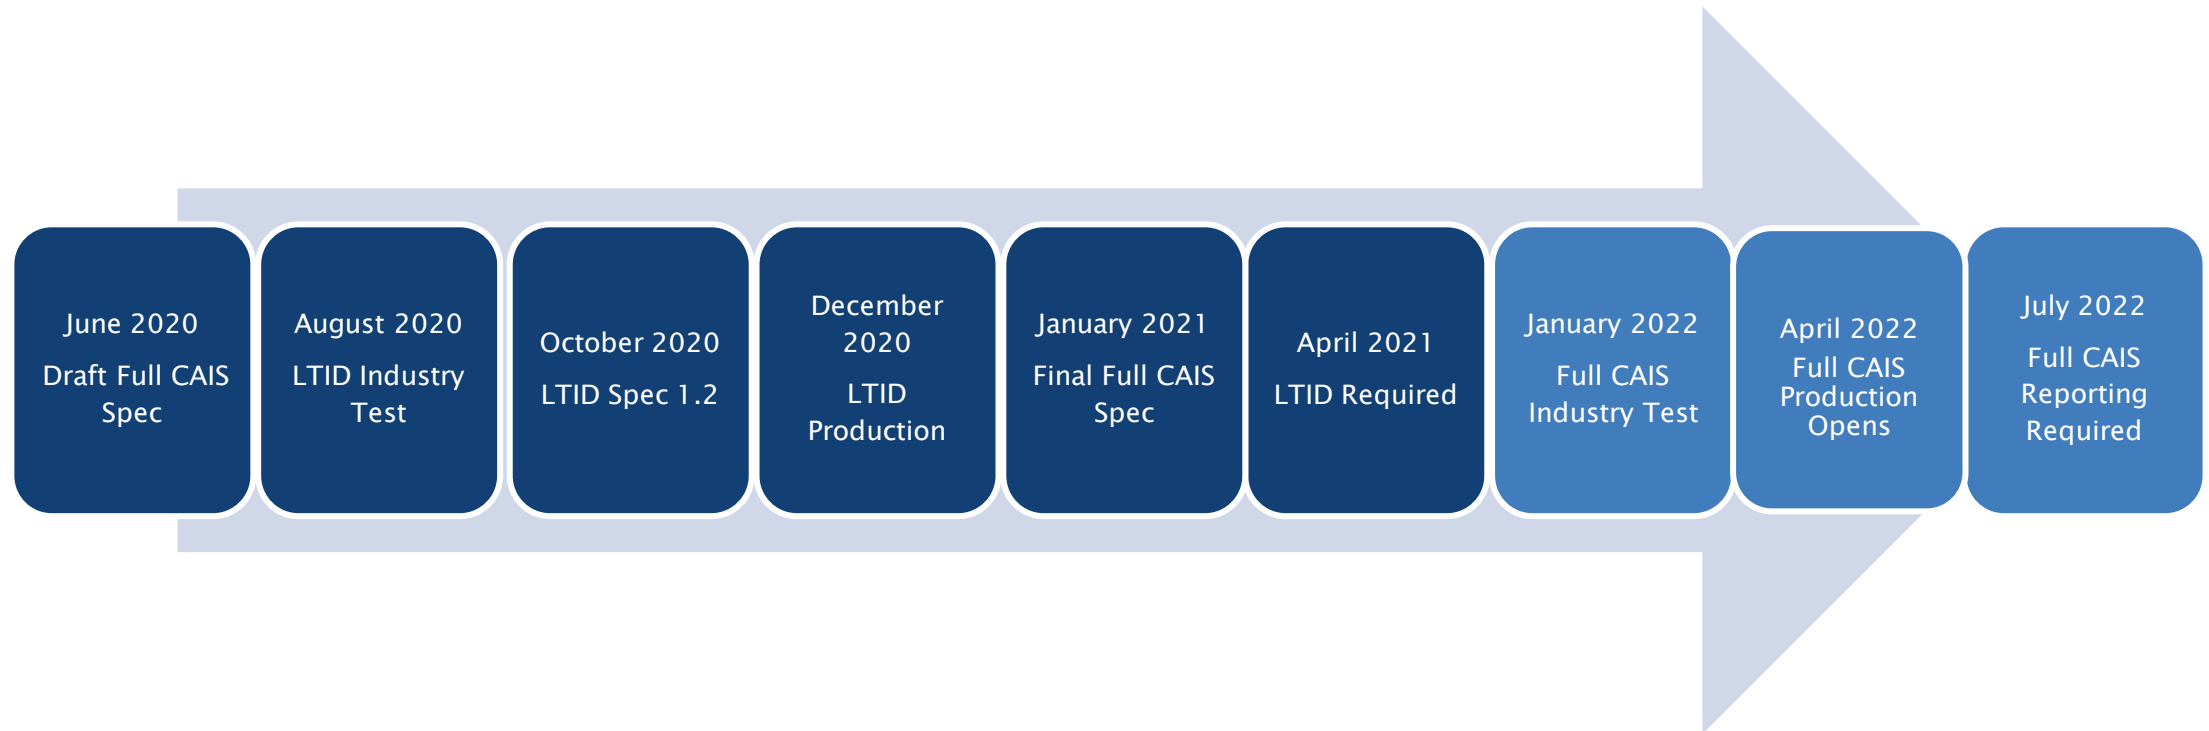 June 2020
Draft Full CAIS
Spec
August 2020
LTID Industry
Test
October 2020
LTID Spec 1.2
December
2020
LTID
Production
January 2021
Final Full CAIS
Spec
April 2021
LTID Required
January 2022
Full CAIS
Industry Test
April 2022
Full CAIS
Production
Opens
July 2022
Full CAIS
Reporting
Required